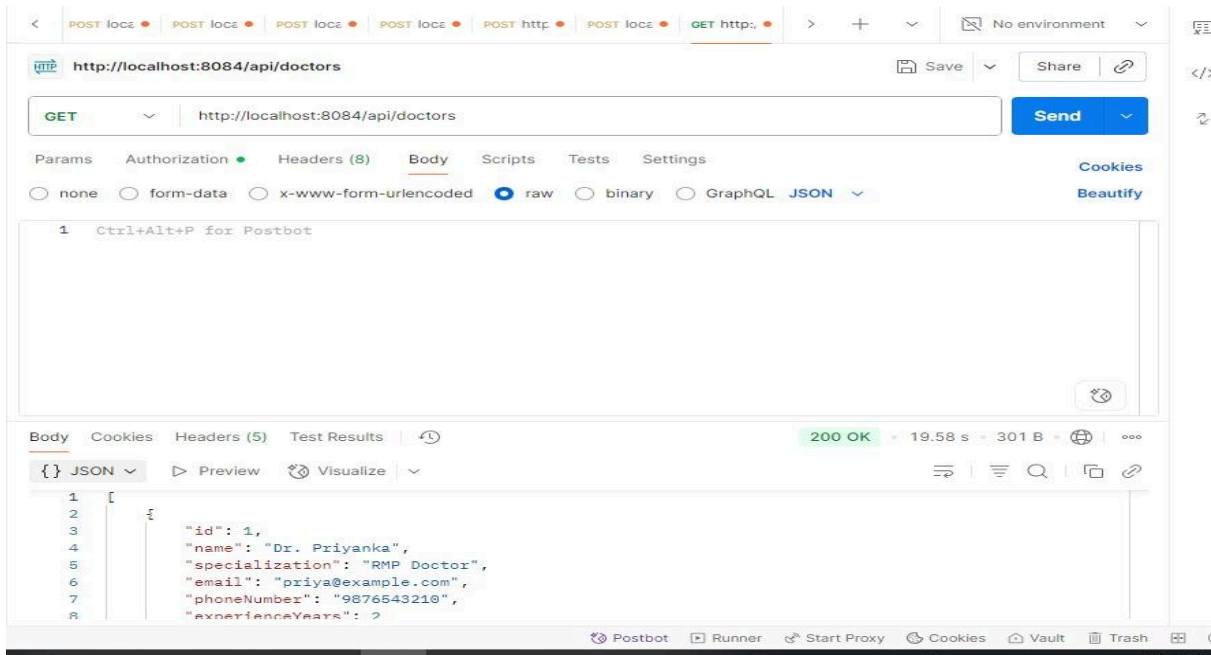 POST loca POST loca POST loca POST loca POST http POST loca GET http:, No environment
HTTP http://localhost:8084/api/doctors Save Share
GET http://localhost:8084/api/doctors Send
Params Authorization Headers (8) Body Scripts Tests Settings Cookies
none form-data x-www-form-urlencoded raw binary GraphQL JSON Beautify
1 Ctrl+Alt+P for Postbot
Body Cookies Headers (5) Test Results 200 OK 19.58 s 301 B
{} JSON Preview Visualize
1 [
2 {
3 "id": 1,
4 "name": "Dr. Priyanka",
5 "specialization": "RMP Doctor",
6 "email": "priya@example.com",
7 "phoneNumber": "9876543210",
8 "experienceYears": 2
Postbot Runner Start Proxy Cookies Vault Trash